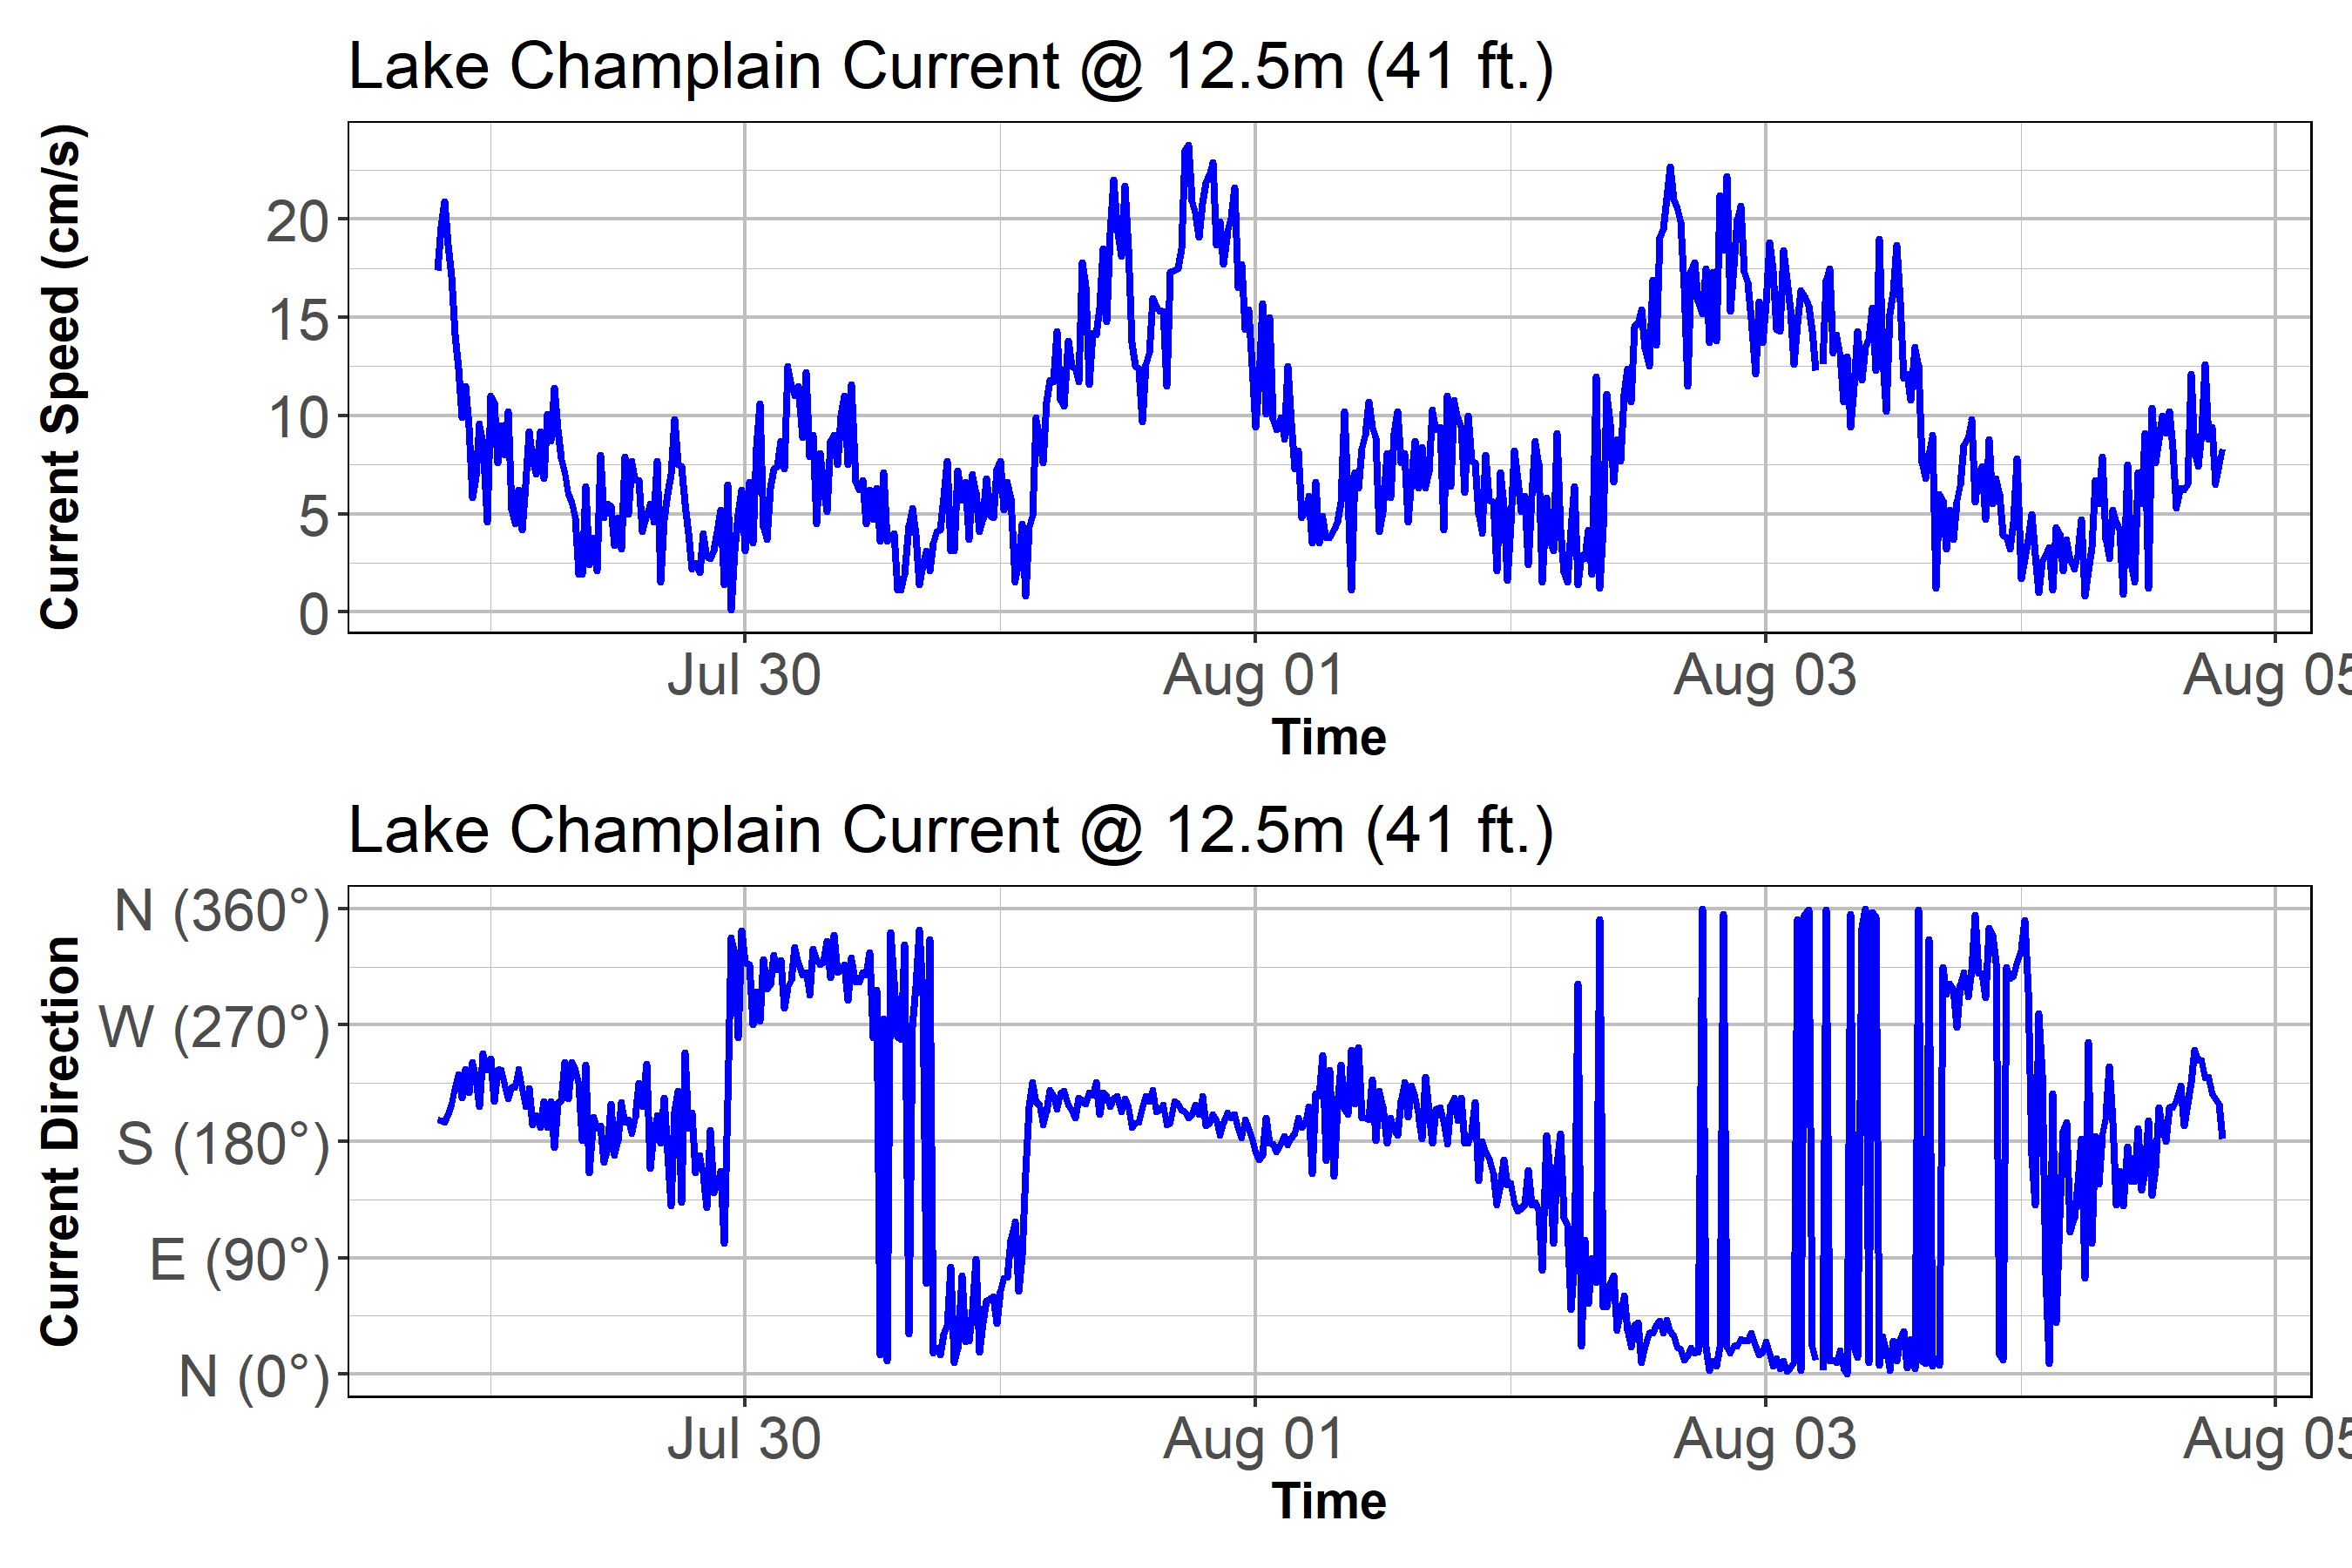 Lake Champlain Current @ 12.5m (41 ft.)
Current Speed (cm/s)
20
15
10
5
0
Jul 30 Aug 01 Aug 03 Aug 05
Time
Lake Champlain Current @ 12.5m (41 ft.)
Current Direction
N (360°)
W (270°)
S (180°)
E (90°)
N (0°)
Jul 30 Aug 01 Aug 03 Aug 05
Time